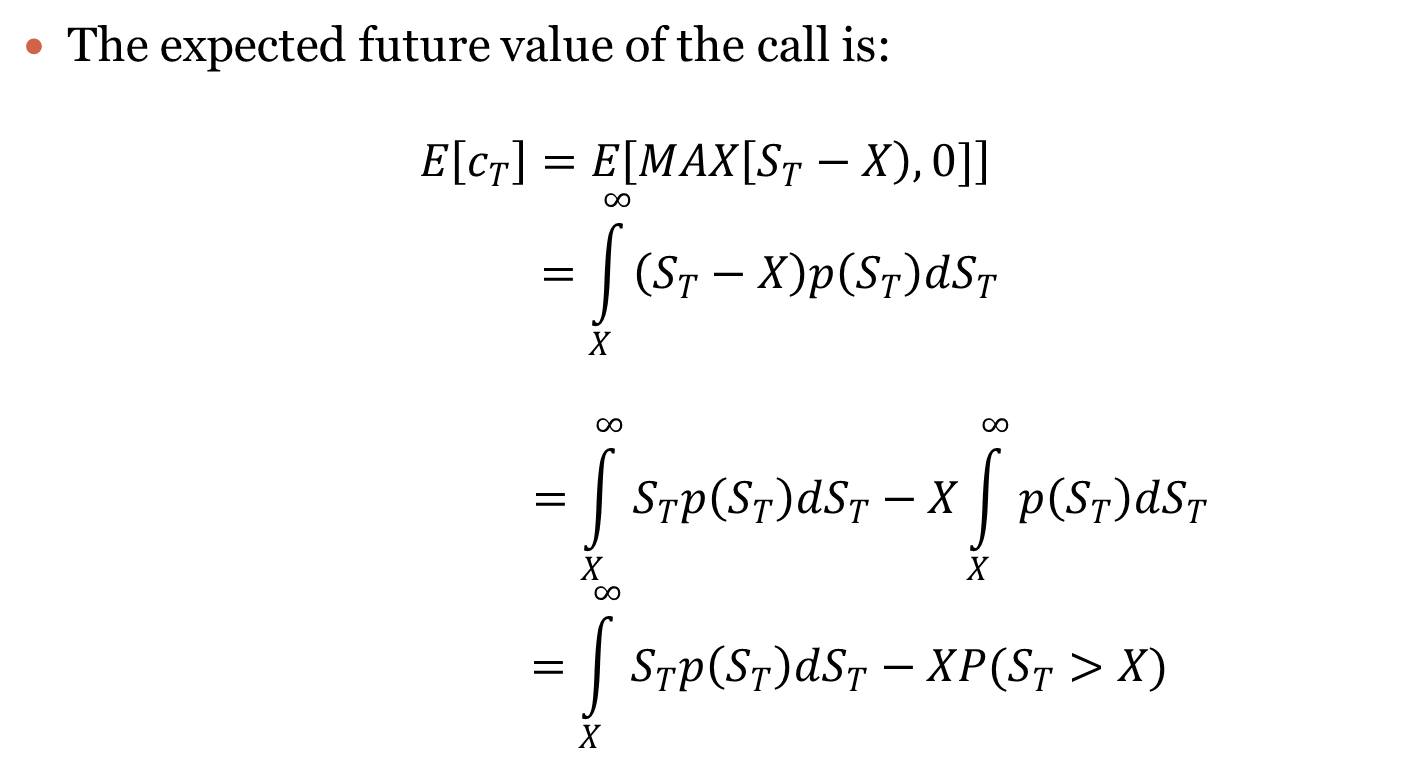 • The expected future value of the call is:
E[c_T] = E[MAX[S_T − X), 0]]
= ∫_X^∞ (S_T − X)p(S_T)dS_T
= ∫_X^∞ S_T p(S_T)dS_T − X ∫_X^∞ p(S_T)dS_T
= ∫_X^∞ S_T p(S_T)dS_T − XP(S_T > X)